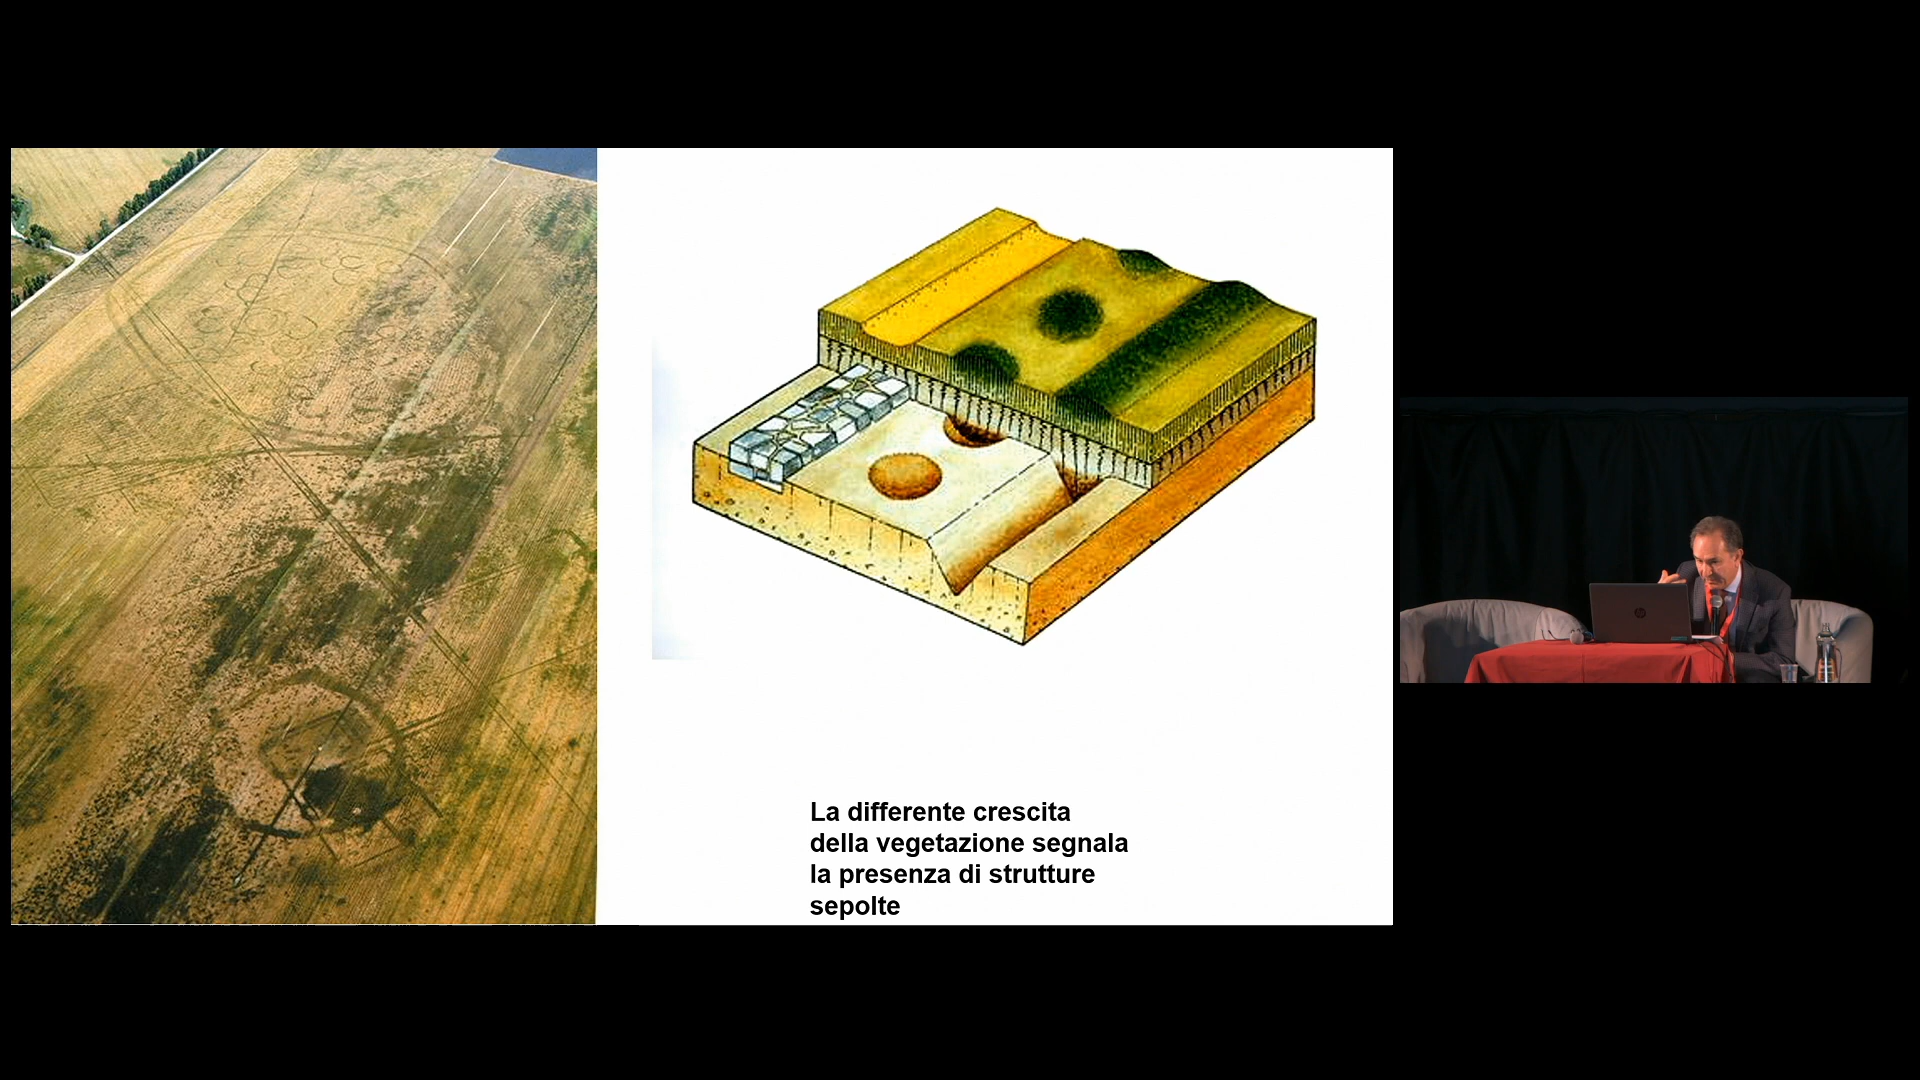 La differente crescita
della vegetazione segnala
la presenza di strutture
sepolte